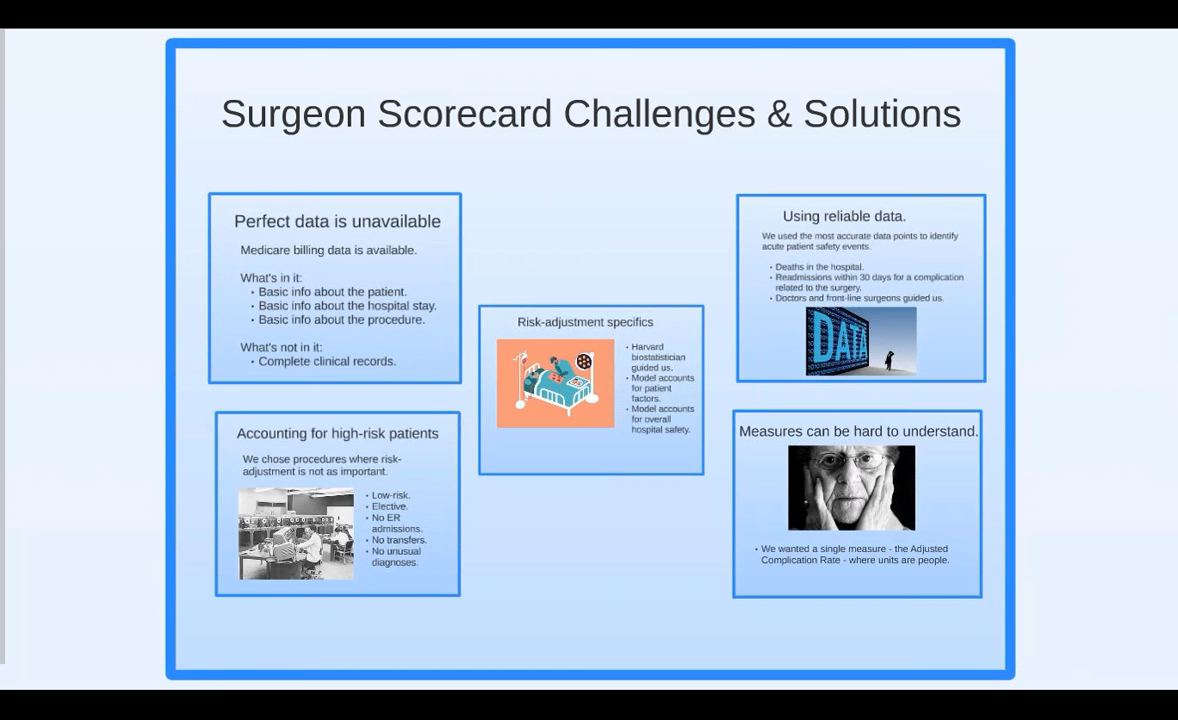 Surgeon Scorecard Challenges & Solutions
Perfect data is unavailable
Medicare billing data is available.
What's in it:
• Basic info about the patient.
• Basic info about the hospital stay.
• Basic info about the procedure.
What's not in it:
• Complete clinical records.
Accounting for high-risk patients
We chose procedures where risk-
adjustment is not as important.
• Low-risk.
• Elective.
• No ER
admissions.
• No transfers.
• No unusual
diagnoses.
Risk-adjustment specifics
• Harvard
biostatistician
guided us.
• Model accounts
for patient
factors.
• Model accounts
for overall
hospital safety.
Using reliable data.
We used the most accurate data points to identify
acute patient safety events.
• Deaths in the hospital.
• Readmissions within 30 days for a complication
related to the surgery.
• Doctors and front-line surgeons guided us.
DATA
Measures can be hard to understand.
• We wanted a single measure - the Adjusted
Complication Rate - where units are people.